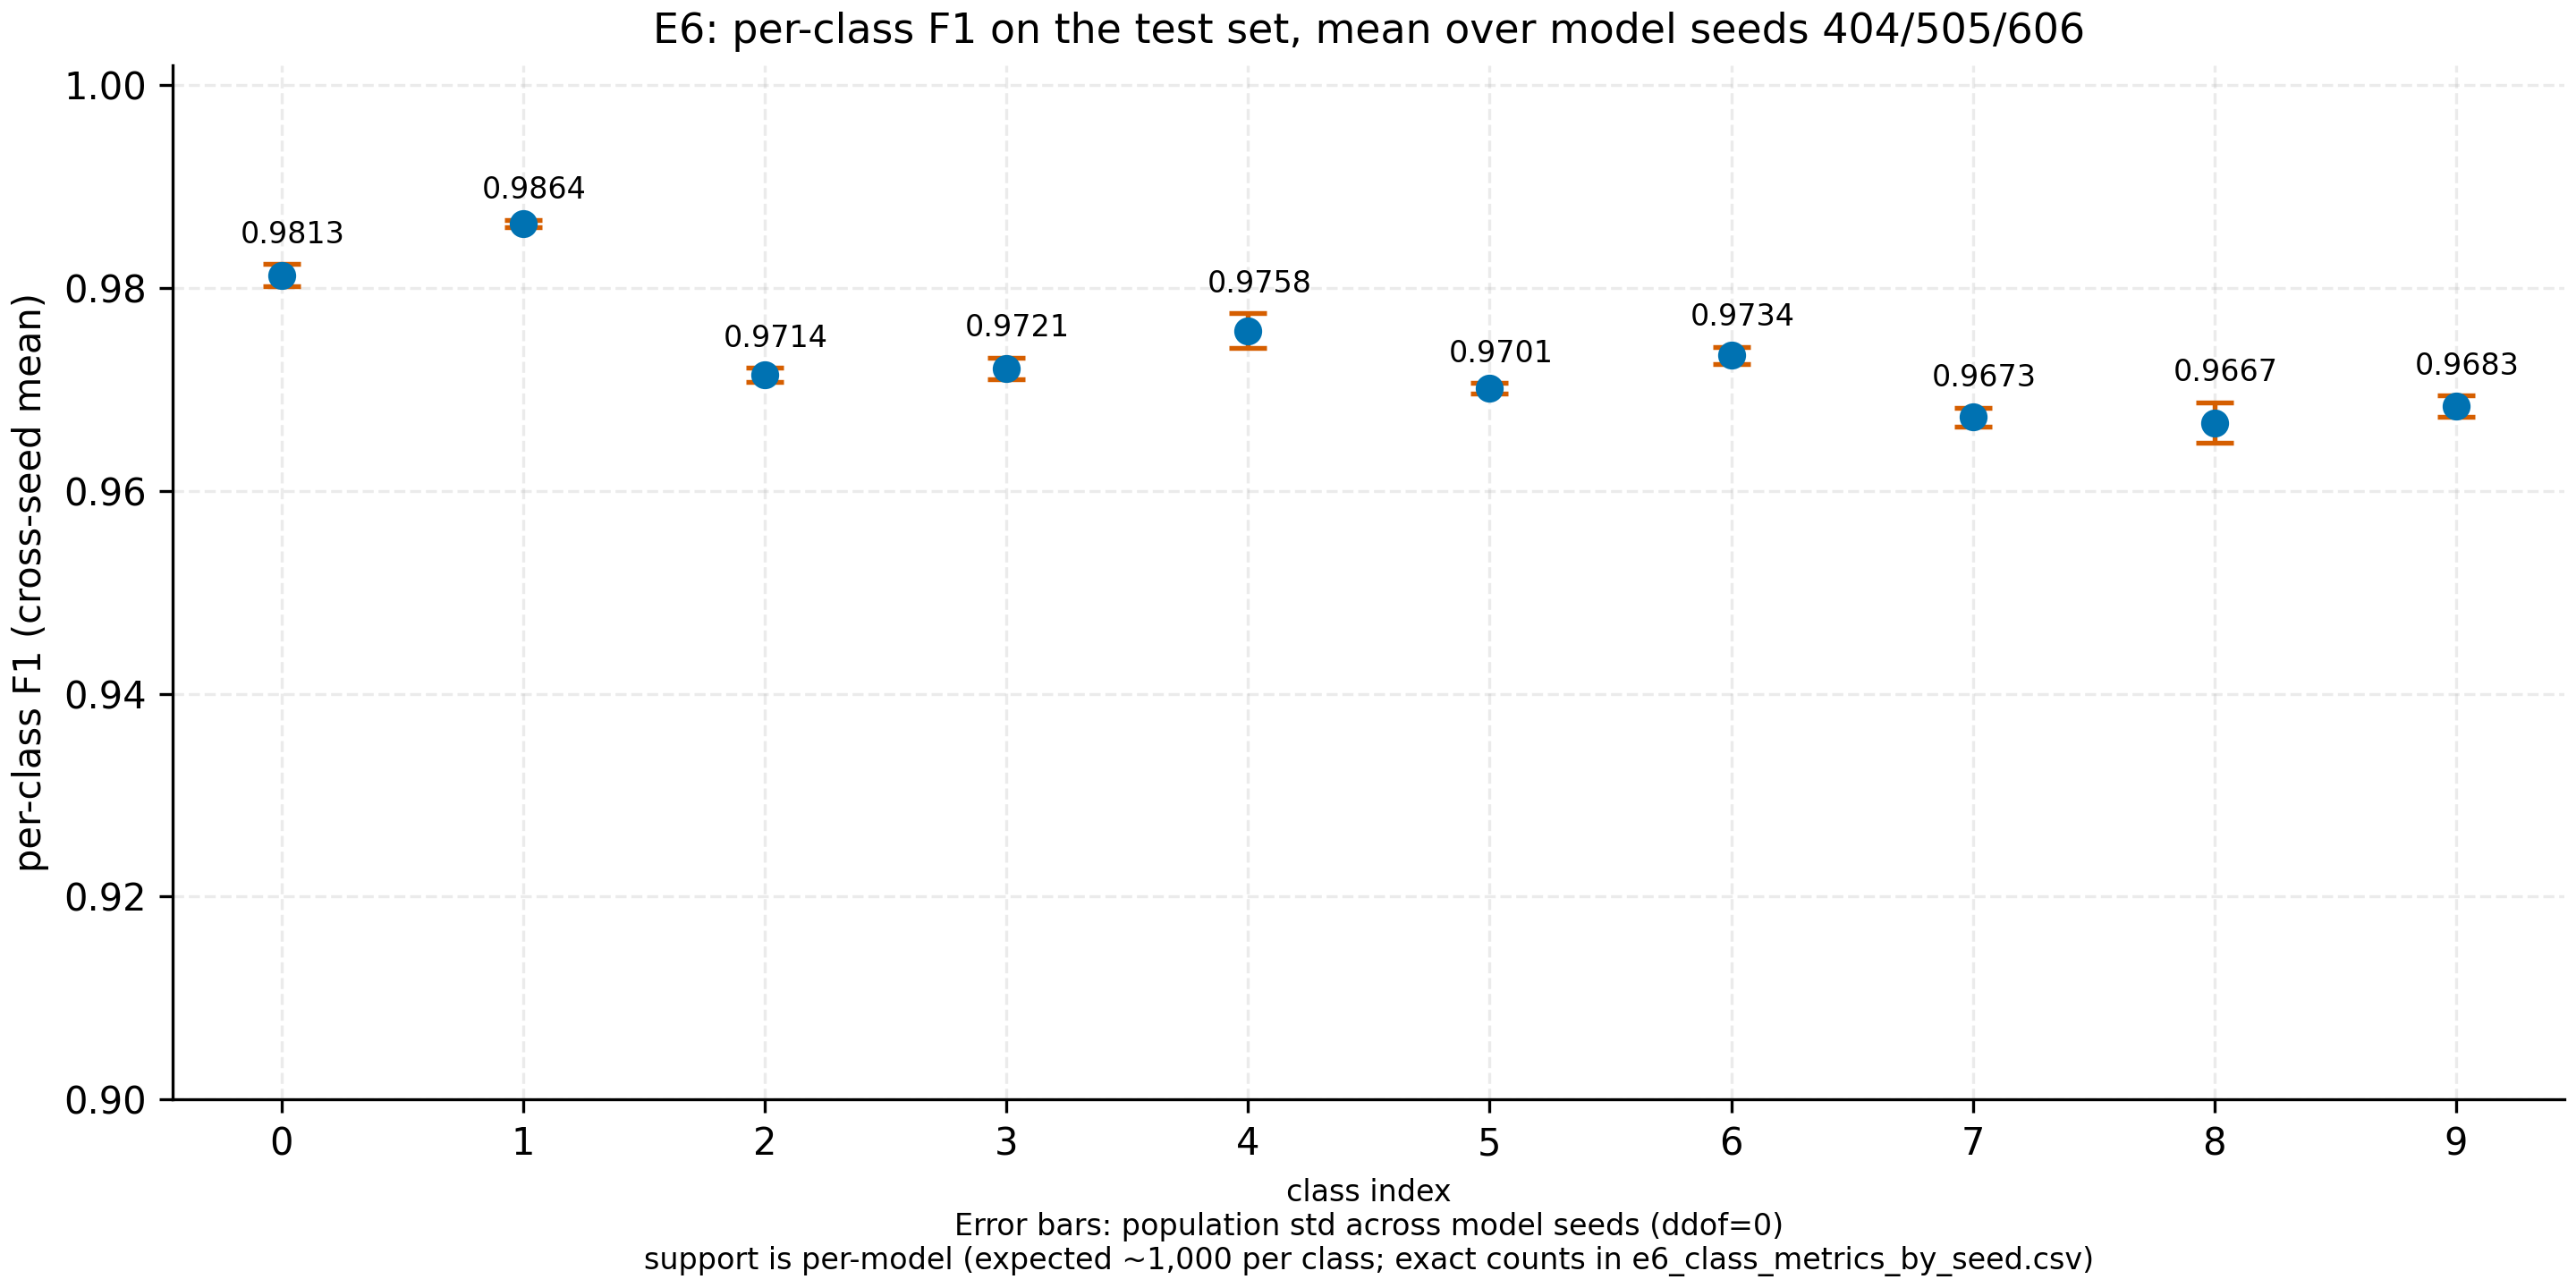 E6: per-class F1 on the test set, mean over model seeds 404/505/606
per-class F1 (cross-seed mean)
1.00
0.98
0.96
0.94
0.92
0.90
0.9813
0.9864
0.9714
0.9721
0.9758
0.9701
0.9734
0.9673
0.9667
0.9683
0 1 2 3 4 5 6 7 8 9
class index
Error bars: population std across model seeds (ddof=0)
support is per-model (expected ~1,000 per class; exact counts in e6_class_metrics_by_seed.csv)